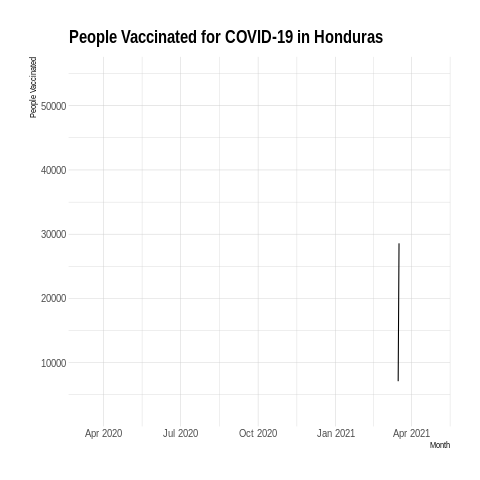 People Vaccinated for COVID-19 in Honduras
People Vaccinated
50000
40000
30000
20000
10000
Apr 2020 Jul 2020 Oct 2020 Jan 2021 Apr 2021
Month